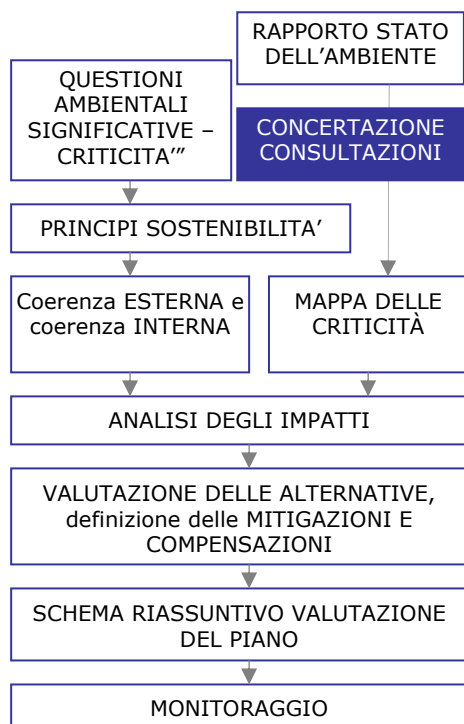 RAPPORTO STATO
DELL'AMBIENTE
QUESTIONI
AMBIENTALI
SIGNIFICATIVE –
CRITICITA'”
CONCERTAZIONE
CONSULTAZIONI
PRINCIPI SOSTENIBILITA'
Coerenza ESTERNA e
coerenza INTERNA
MAPPA DELLE
CRITICITÀ
ANALISI DEGLI IMPATTI
VALUTAZIONE DELLE ALTERNATIVE,
definizione delle MITIGAZIONI E
COMPENSAZIONI
SCHEMA RIASSUNTIVO VALUTAZIONE
DEL PIANO
MONITORAGGIO